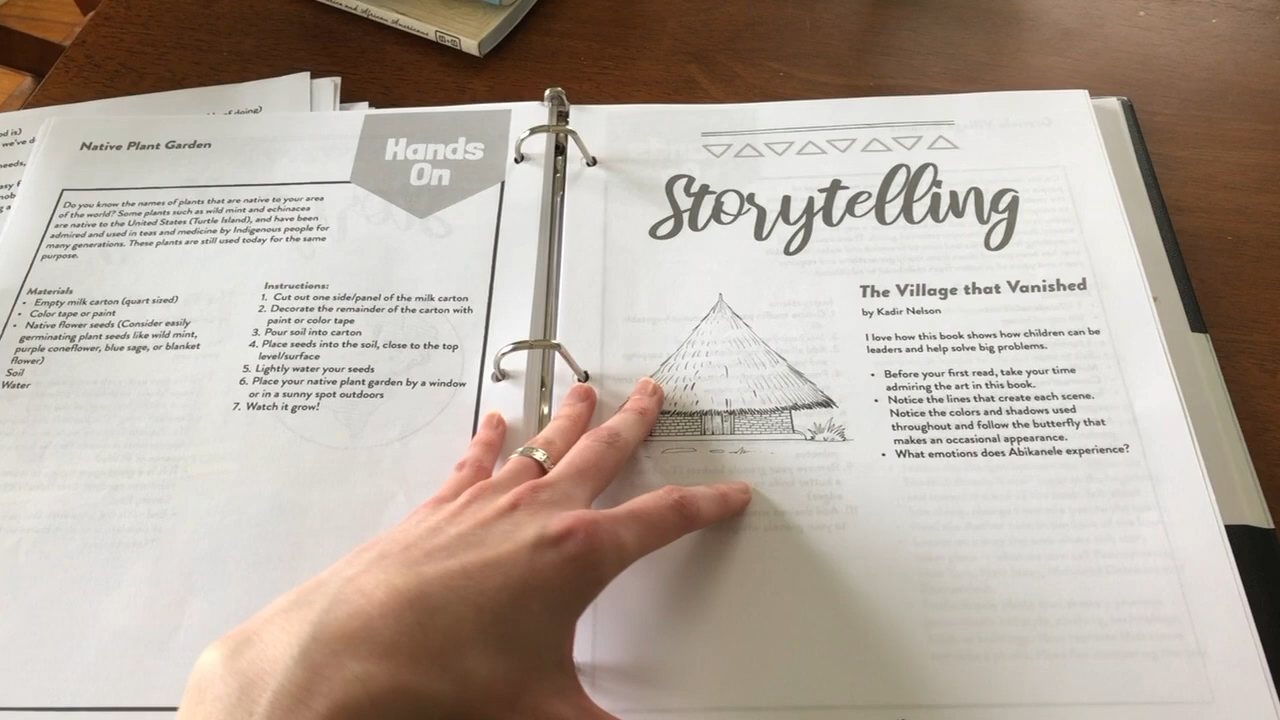 rica and African Americans
of doing)
d is)
we've d
eeds,
Native Plant Garden
Hands
On
Do you know the names of plants that are native to your area
of the world? Some plants such as wild mint and echinacea
are native to the United States (Turtle Island), and have been
admired and used in teas and medicine by Indigenous people for
many generations. These plants are still used today for the same
purpose.
Materials
• Empty milk carton (quart sized)
• Color tape or paint
• Native flower seeds (Consider easily
germinating plant seeds like wild mint,
purple coneflower, blue sage, or blanket
flower)
Soil
Water
Instructions:
1. Cut out one side/panel of the milk carton
2. Decorate the remainder of the carton with
paint or color tape
3. Pour soil into carton
4. Place seeds into the soil, close to the top
level/surface
5. Lightly water your seeds
6. Place your native plant garden by a window
or in a sunny spot outdoors
7. Watch it grow!
Storytelling
The Village that Vanished
by Kadir Nelson
I love how this book shows how children can be
leaders and help solve big problems.
• Before your first read, take your time
admiring the art in this book.
• Notice the lines that create each scene.
Notice the colors and shadows used
throughout and follow the butterfly that
makes an occasional appearance.
• What emotions does Abikanele experience?